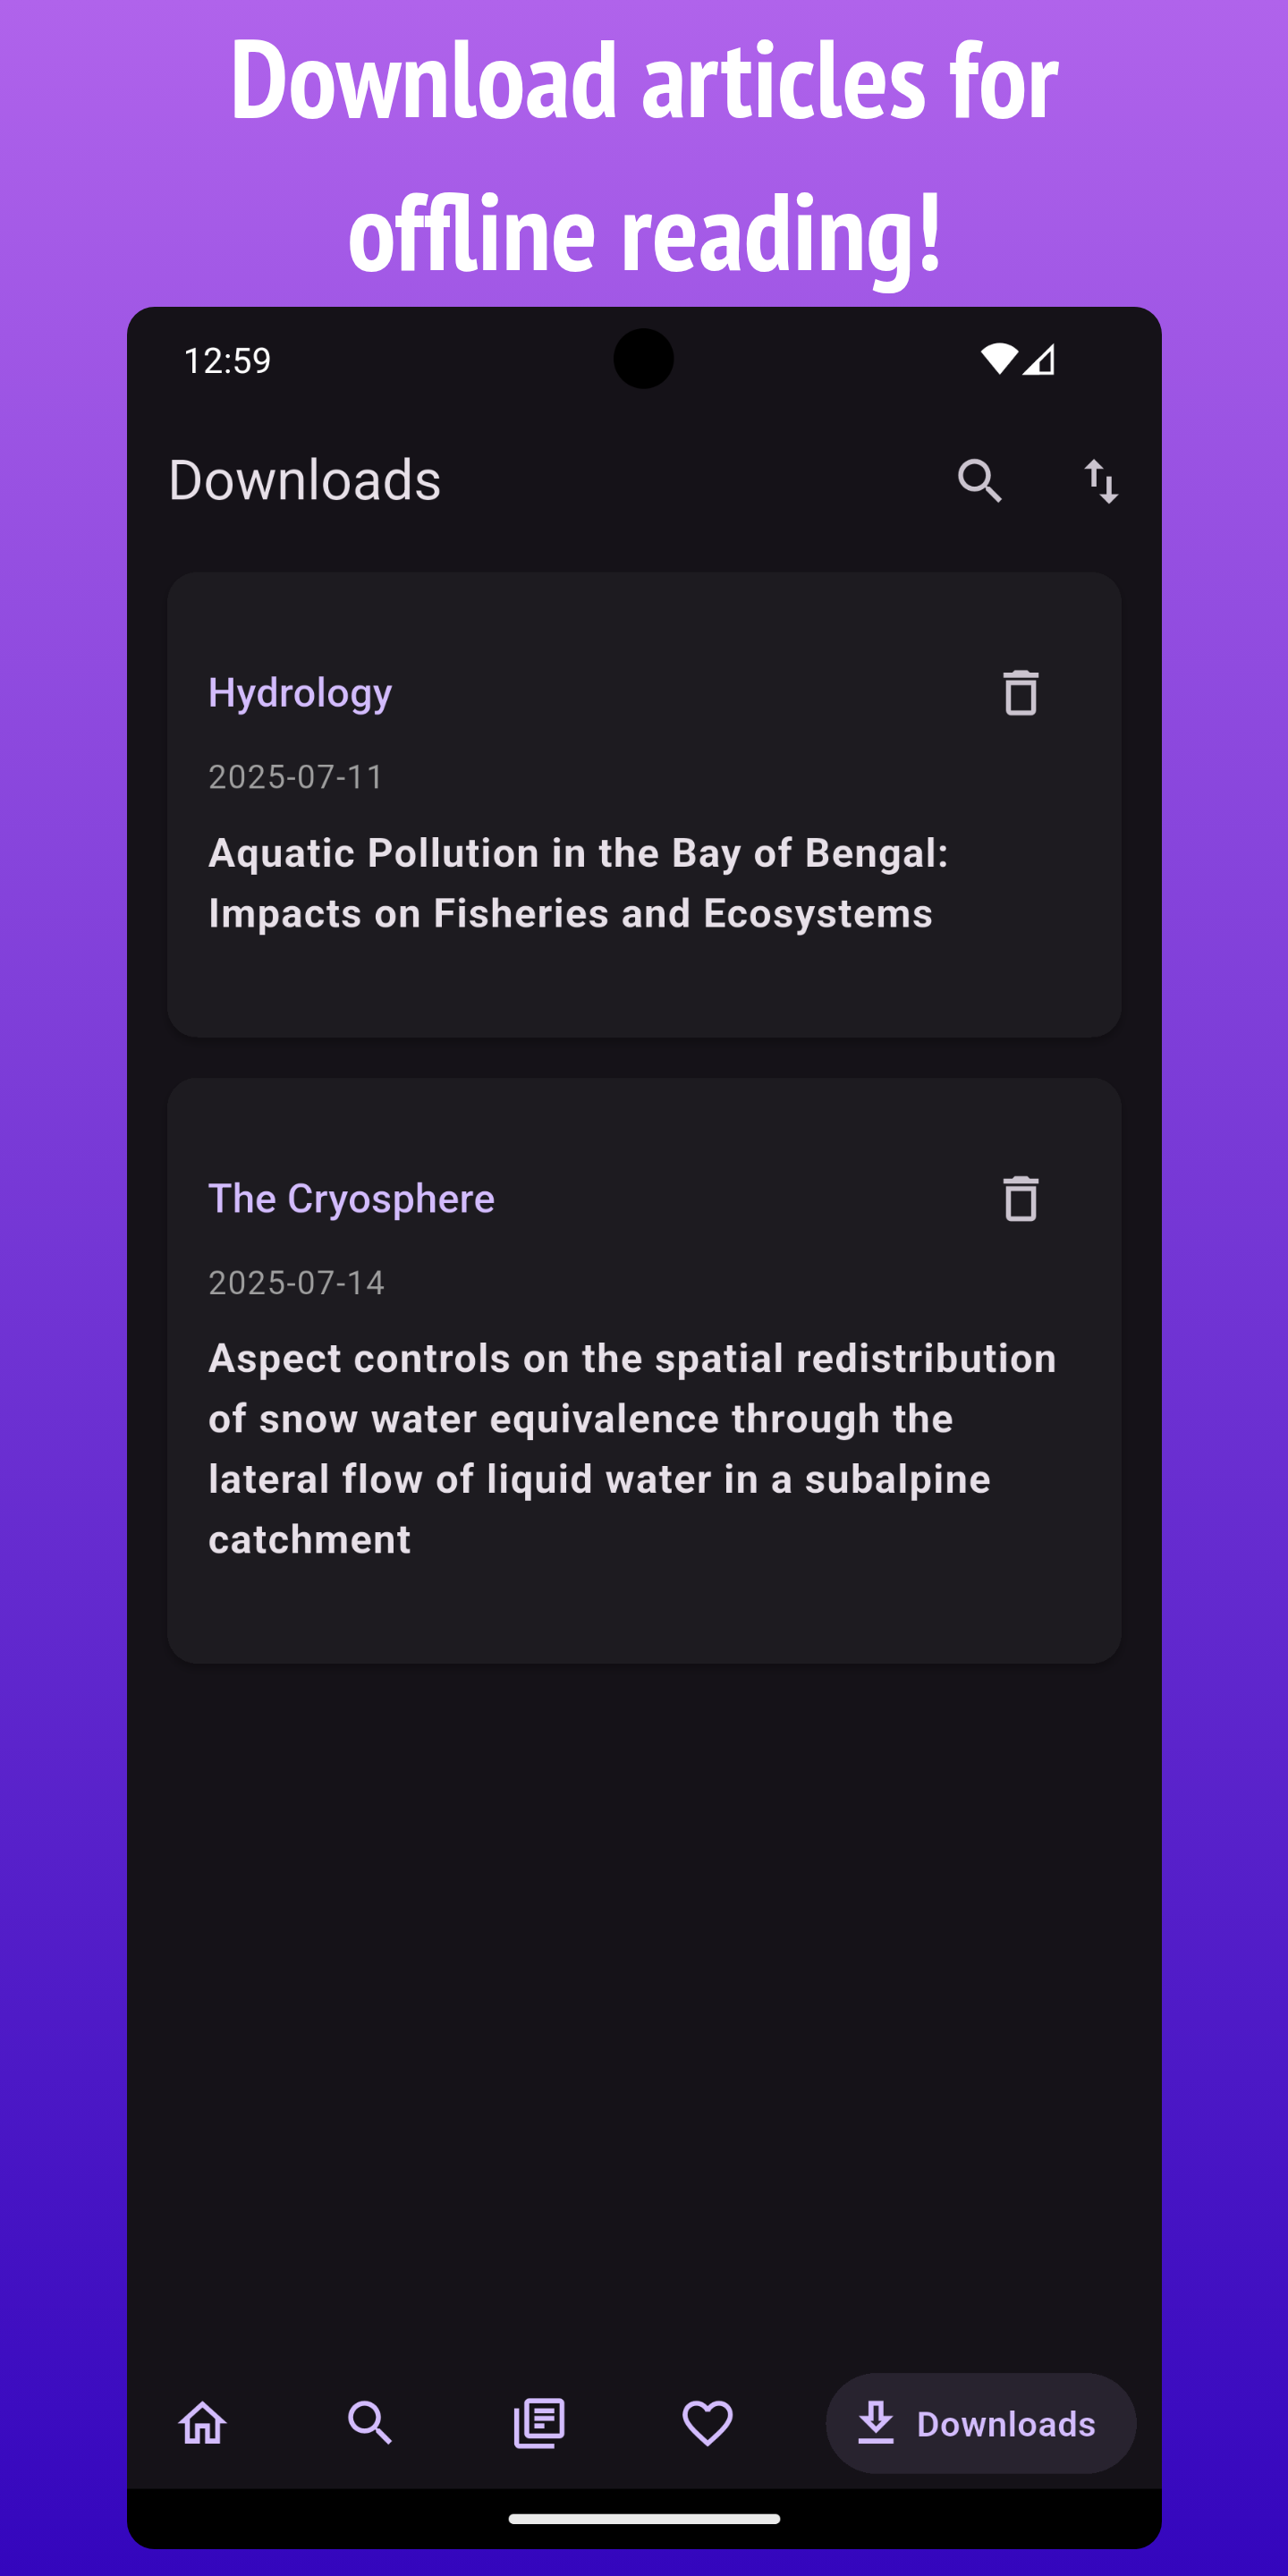 Download articles for
offline reading!
12:59
Downloads
Hydrology
2025-07-11
Aquatic Pollution in the Bay of Bengal:
Impacts on Fisheries and Ecosystems
The Cryosphere
2025-07-14
Aspect controls on the spatial redistribution
of snow water equivalence through the
lateral flow of liquid water in a subalpine
catchment
Downloads